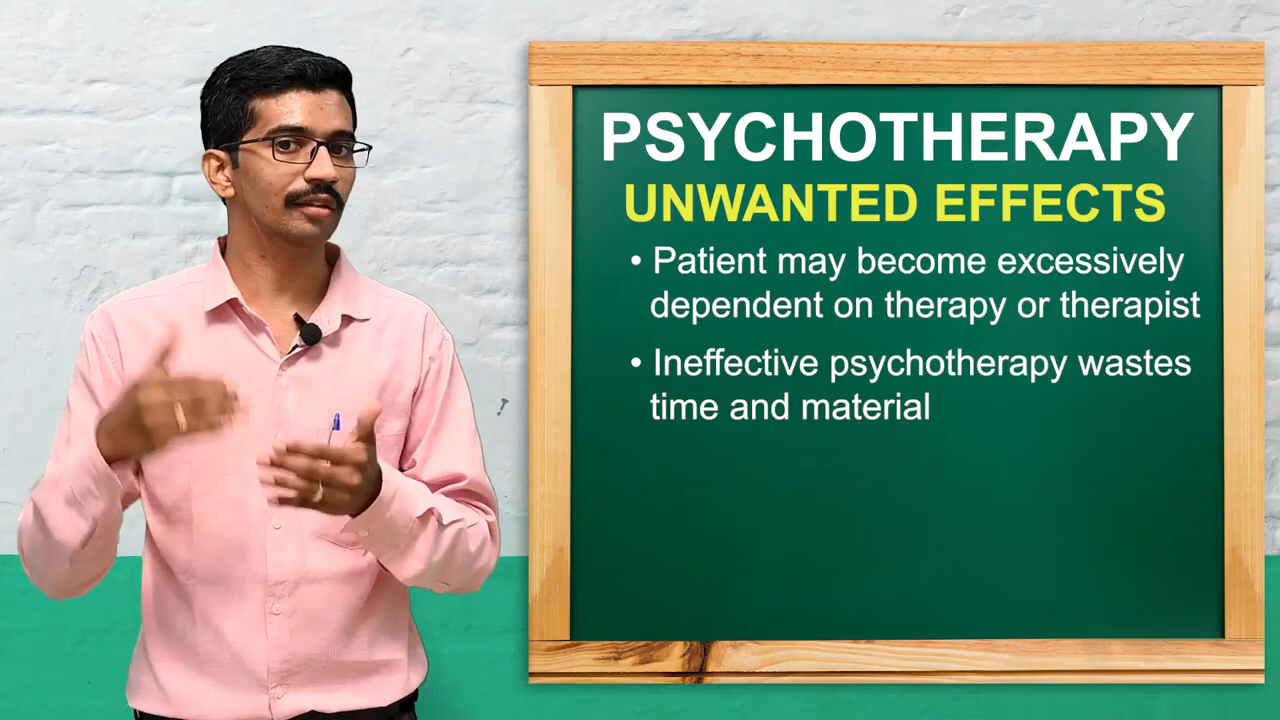 PSYCHOTHERAPY
UNWANTED EFFECTS
• Patient may become excessively
dependent on therapy or therapist
• Ineffective psychotherapy wastes
time and material